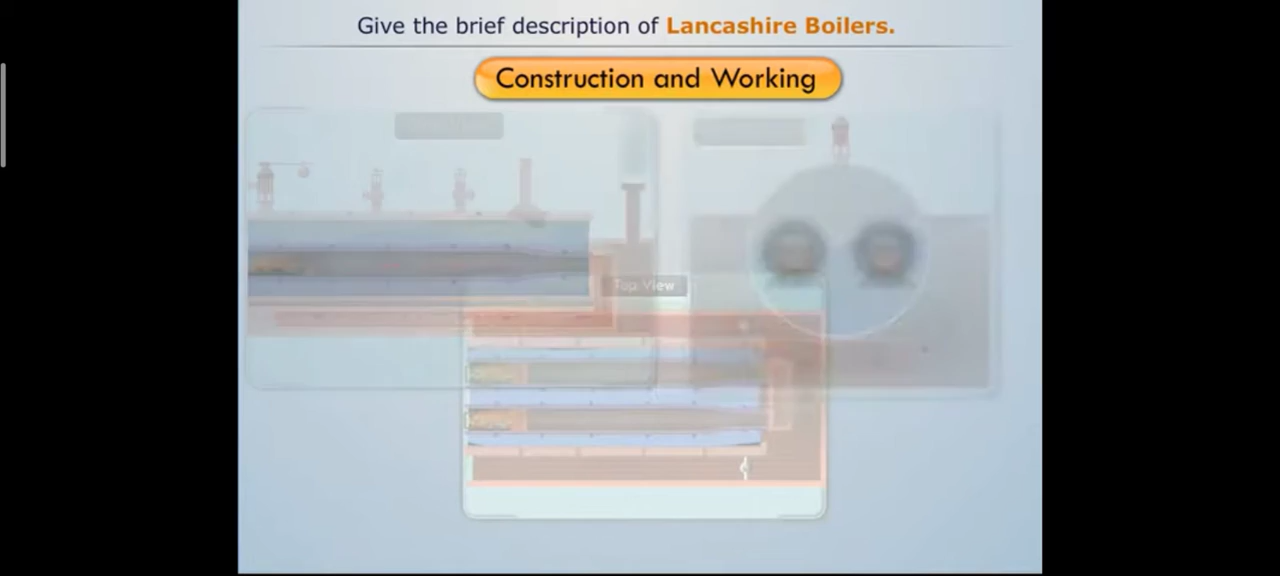 Give the brief description of Lancashire Boilers.
Construction and Working
Top View